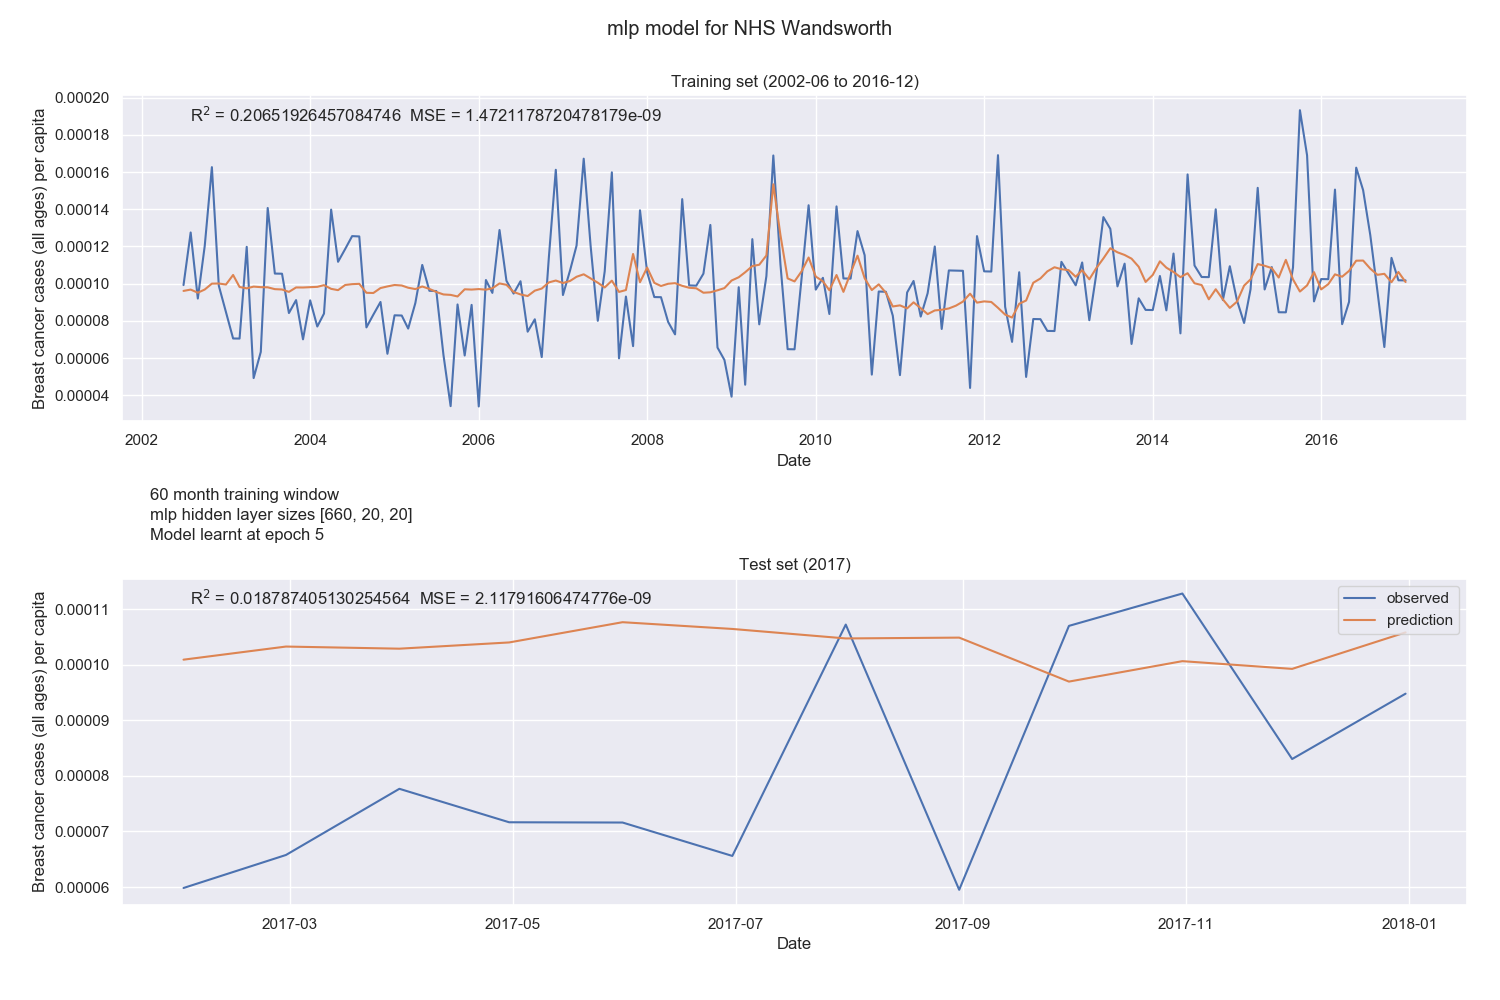 mlp model for NHS Wandsworth
Training set (2002-06 to 2016-12)
R² = 0.20651926457084746 MSE = 1.4721178720478179e-09
Breast cancer cases (all ages) per capita
0.00020
0.00018
0.00016
0.00014
0.00012
0.00010
0.00008
0.00006
0.00004
2002 2004 2006 2008 2010 2012 2014 2016
Date
60 month training window
mlp hidden layer sizes [660, 20, 20]
Model learnt at epoch 5
Test set (2017)
R² = 0.018787405130254564 MSE = 2.11791606474776e-09
observed
prediction
Breast cancer cases (all ages) per capita
0.00011
0.00010
0.00009
0.00008
0.00007
0.00006
2017-03 2017-05 2017-07 2017-09 2017-11 2018-01
Date